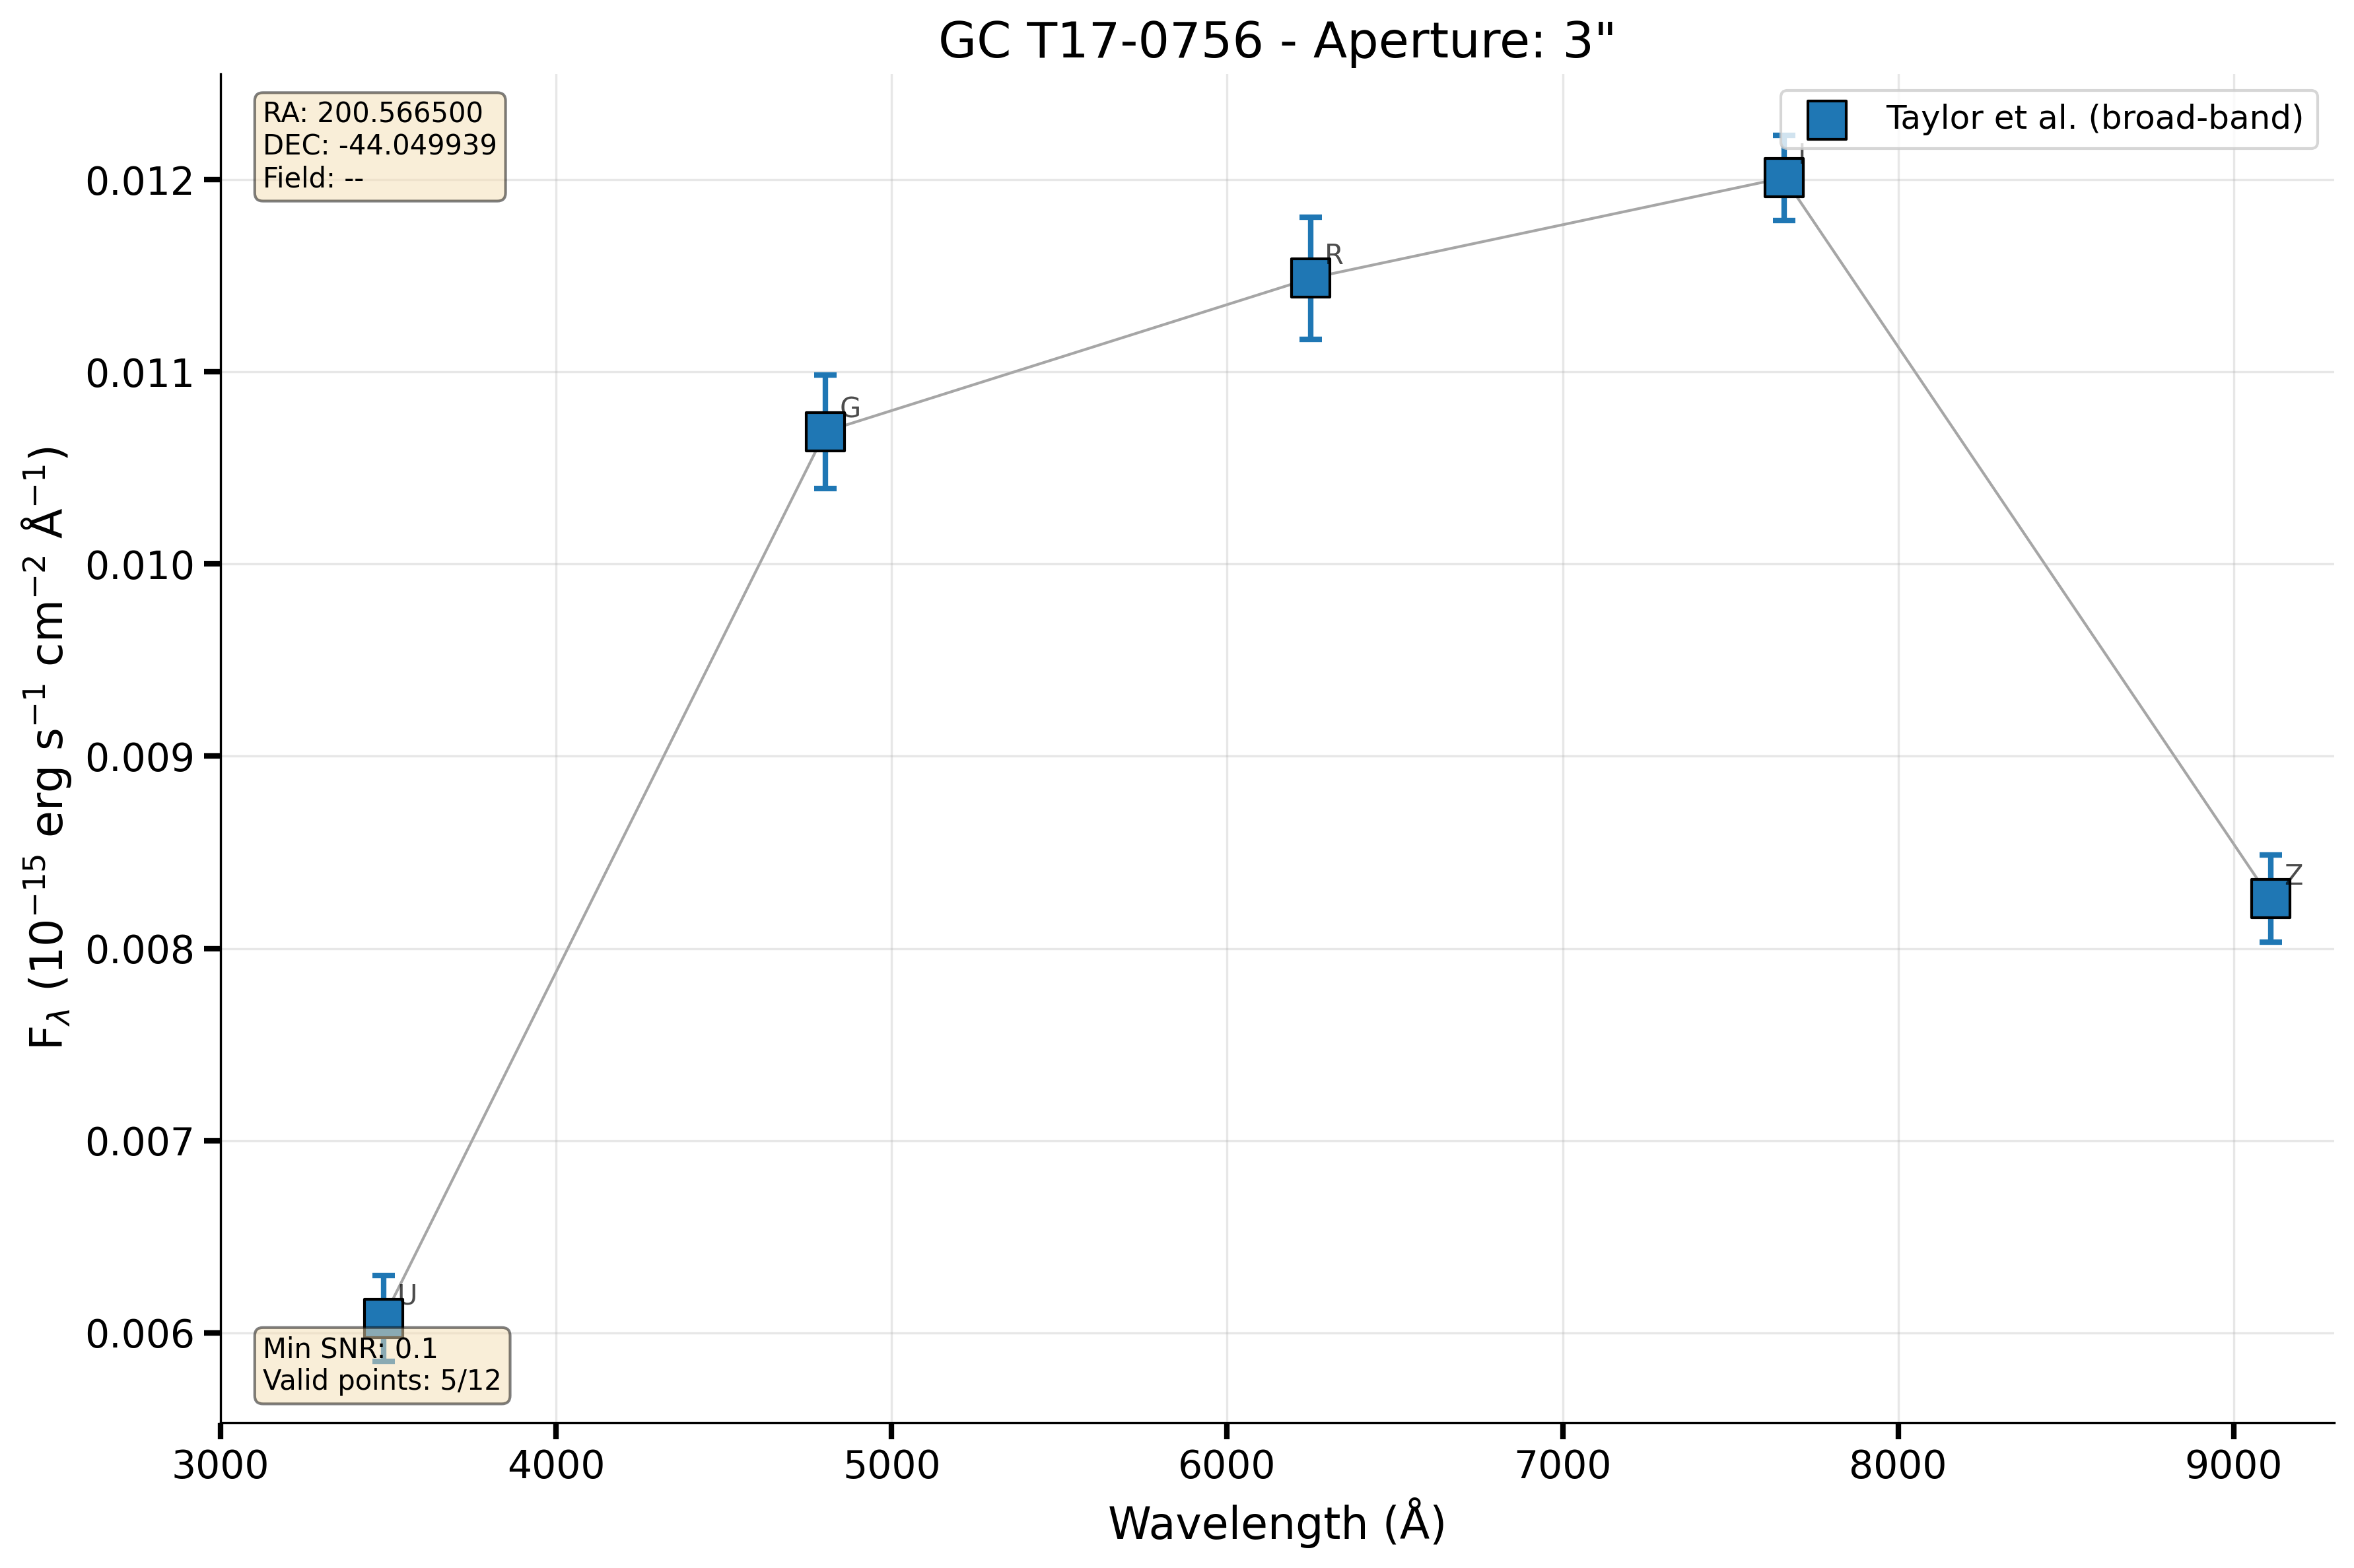 GC T17-0756 - Aperture: 3"
RA: 200.566500
DEC: -44.049939
Field: --
Taylor et al. (broad-band)
I
R
G
Z
U
Min SNR: 0.1
Valid points: 5/12
0.012
0.011
0.010
0.009
0.008
0.007
0.006
F_λ (10⁻¹⁵ erg s⁻¹ cm⁻² Å⁻¹)
3000 4000 5000 6000 7000 8000 9000
Wavelength (Å)